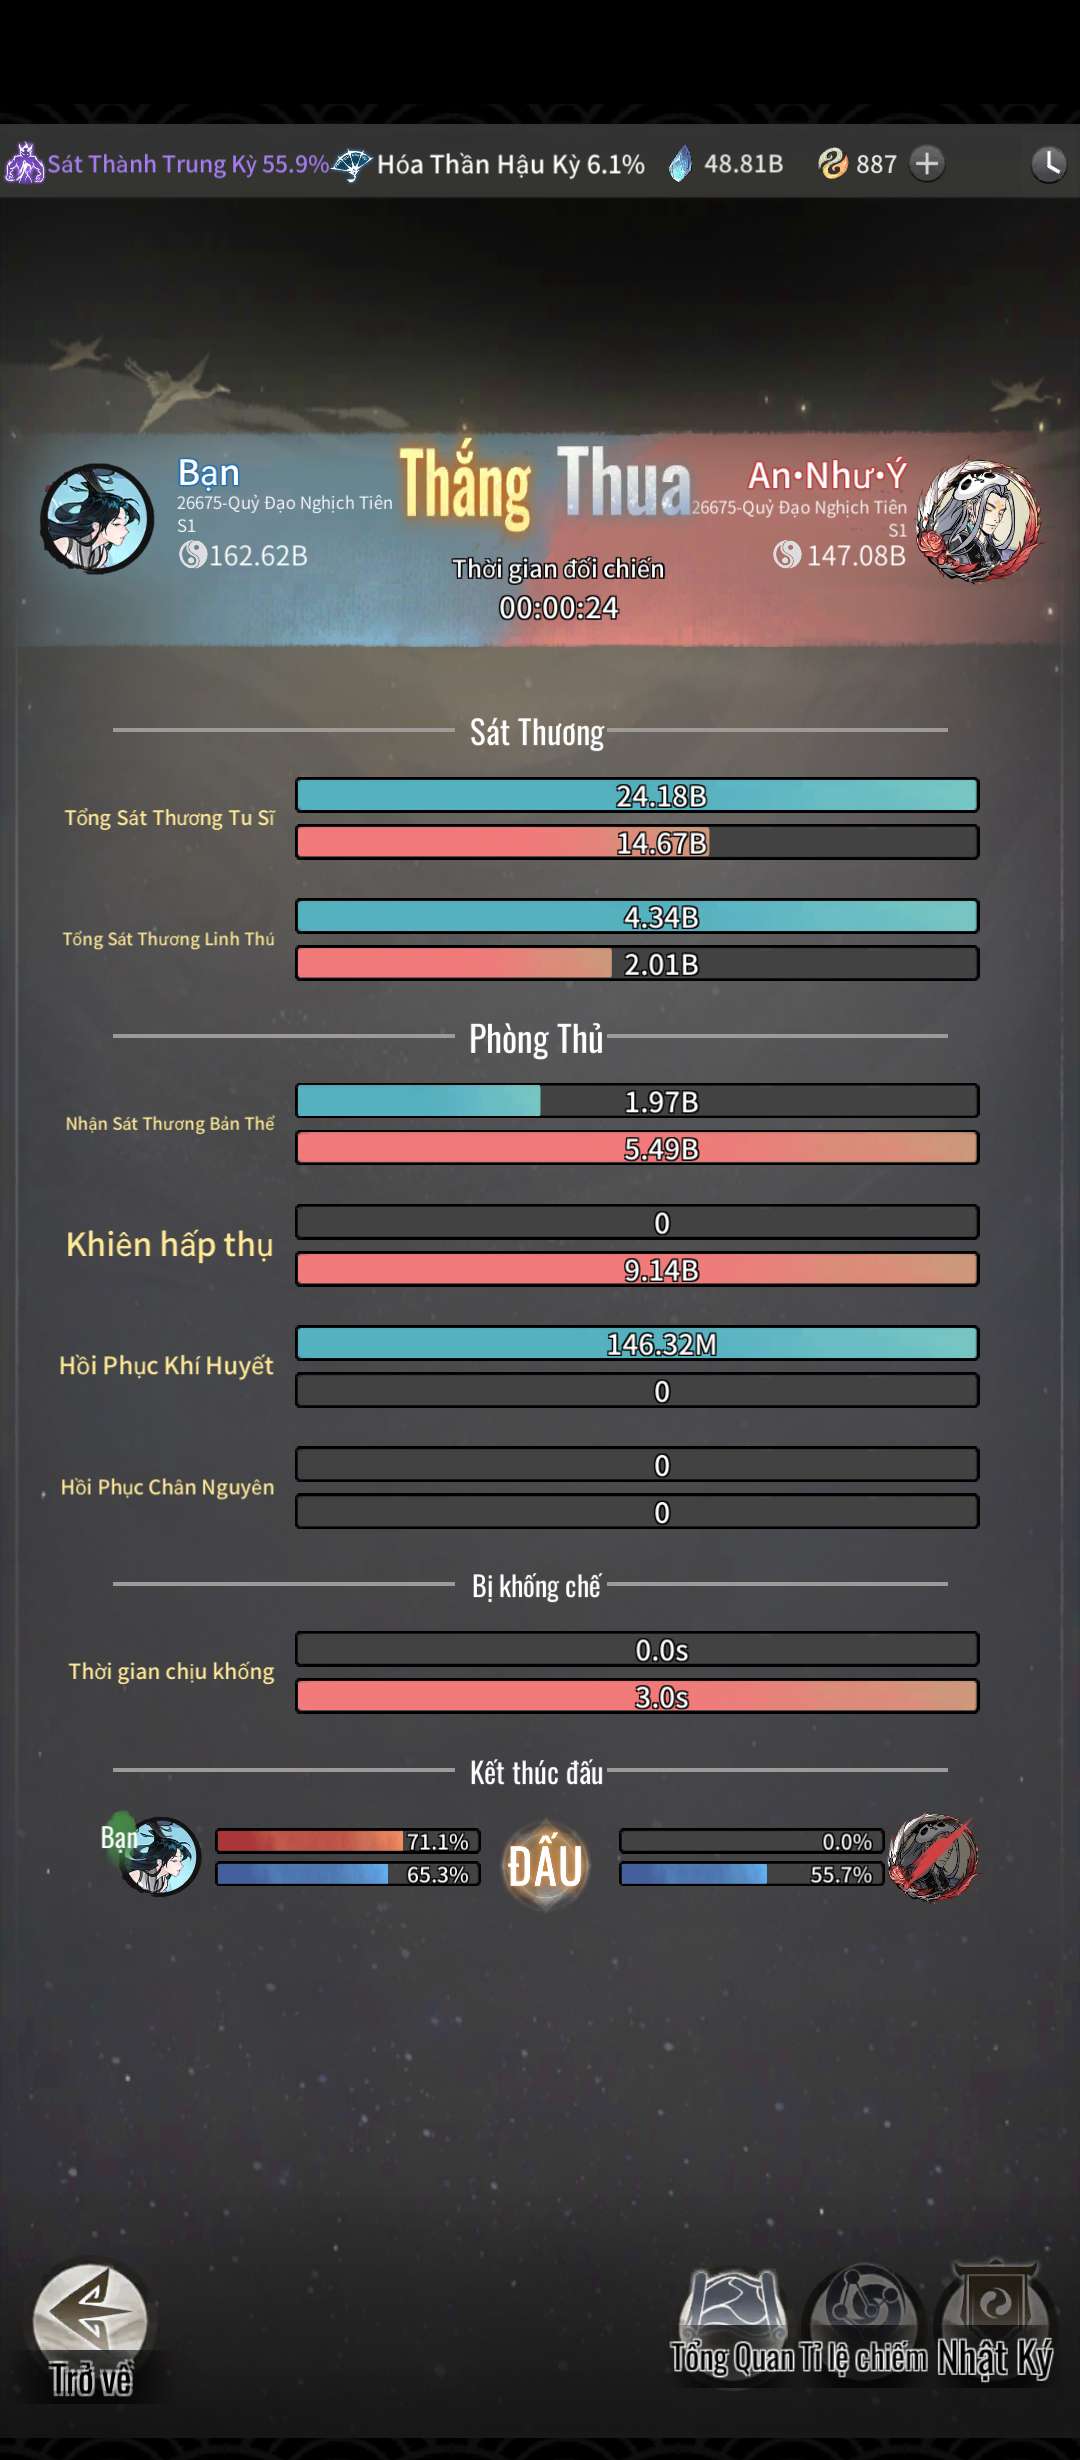 Sát Thành Trung Kỳ 55.9% Hóa Thần Hậu Kỳ 6.1% 48.81B 887
Bạn
26675-Quỷ Đạo Nghịch Tiên
S1
162.62B
Thắng Thua
Thời gian đối chiến
00:00:24
An•Như•Ý
26675-Quỷ Đạo Nghịch Tiên
S1
147.08B
Sát Thương
Tổng Sát Thương Tu Sĩ
24.18B
14.67B
Tổng Sát Thương Linh Thú
4.34B
2.01B
Phòng Thủ
Nhận Sát Thương Bản Thể
1.97B
5.49B
Khiên hấp thụ
0
9.14B
Hồi Phục Khí Huyết
146.32M
0
Hồi Phục Chân Nguyên
0
0
Bị khống chế
Thời gian chịu khống
0.0s
3.0s
Kết thúc đấu
Bạn
71.1%
65.3%
ĐẤU
0.0%
55.7%
Trở về
Tổng Quan Tỉ lệ chiếm Nhật Ký